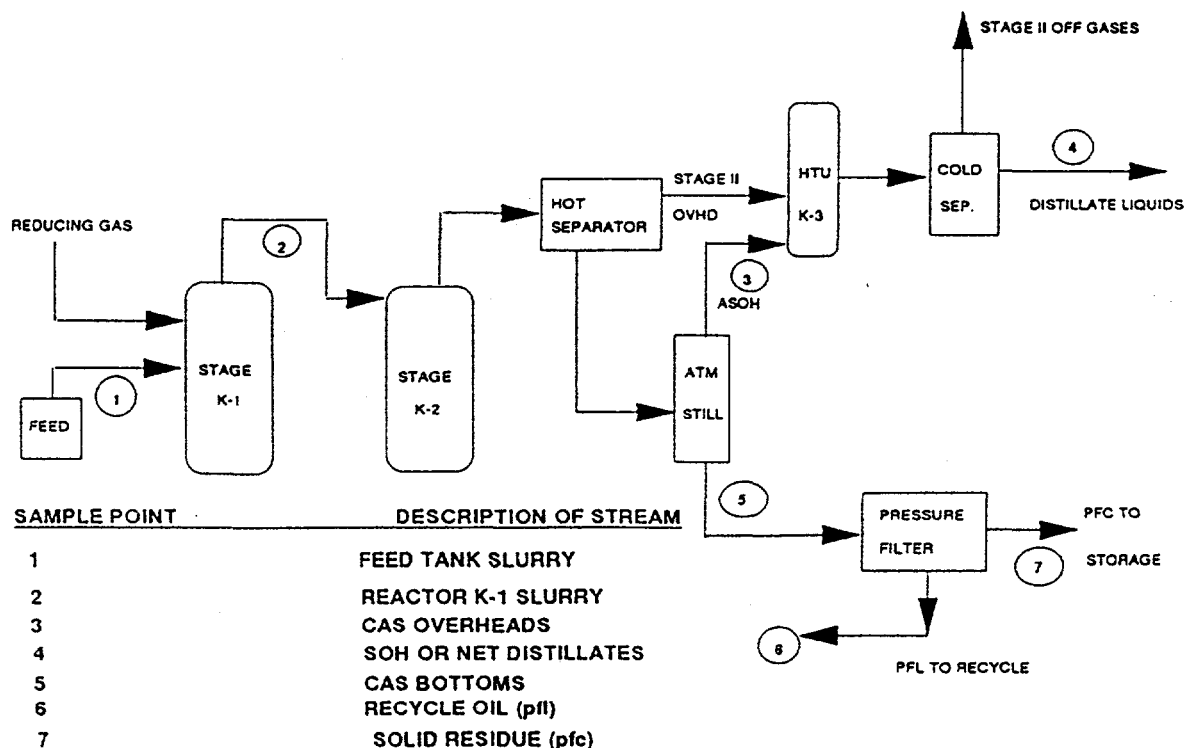 STAGE II OFF GASES
REDUCING GAS
FEED
1
STAGE
K-1
2
STAGE
K-2
HOT
SEPARATOR
STAGE II
OVHD
3
ASOH
HTU
K-3
COLD
SEP.
4
DISTILLATE LIQUIDS
ATM
STILL
5
PRESSURE
FILTER
PFC TO
7
STORAGE
6
PFL TO RECYCLE
SAMPLE POINT DESCRIPTION OF STREAM
1 FEED TANK SLURRY
2 REACTOR K-1 SLURRY
3 CAS OVERHEADS
4 SOH OR NET DISTILLATES
5 CAS BOTTOMS
6 RECYCLE OIL (pfl)
7 SOLID RESIDUE (pfc)